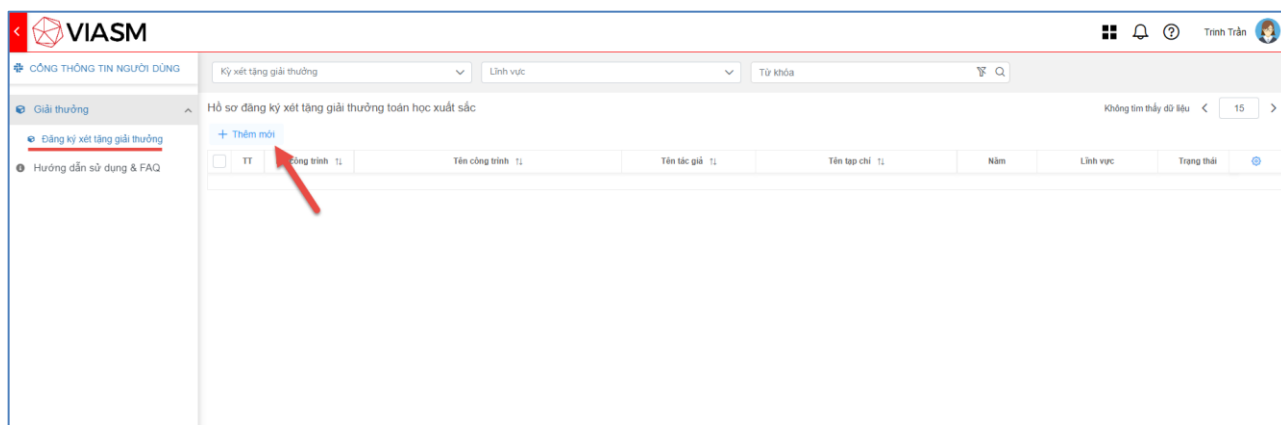 VIASM
Trinh Trần
CỔNG THÔNG TIN NGƯỜI DÙNG
Kỳ xét tặng giải thưởng
Lĩnh vực
Từ khóa
Giải thưởng
Hồ sơ đăng ký xét tặng giải thưởng toán học xuất sắc
Không tìm thấy dữ liệu
15
Đăng ký xét tặng giải thưởng
+ Thêm mới
TT
công trình
Tên công trình
Tên tác giả
Tên tạp chí
Năm
Lĩnh vực
Trạng thái
Hướng dẫn sử dụng & FAQ